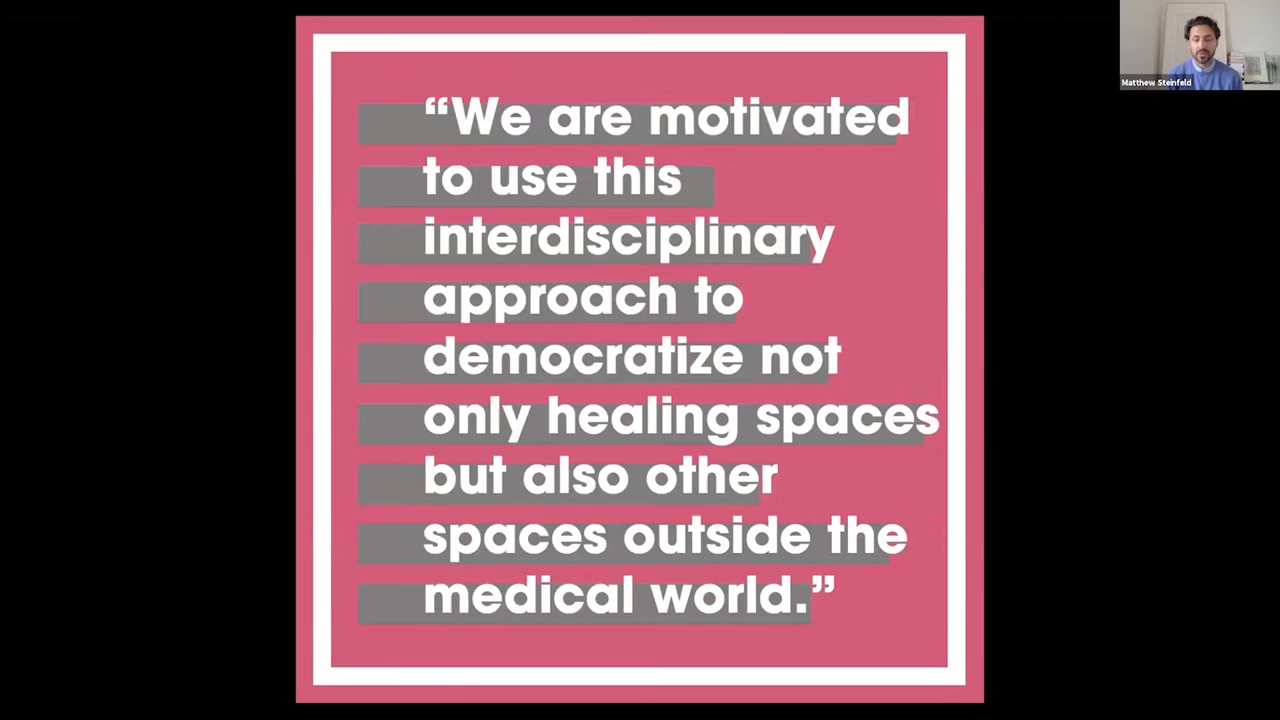 “We are motivated
to use this
interdisciplinary
approach to
democratize not
only healing spaces
but also other
spaces outside the
medical world.”
Matthew Steinfeld